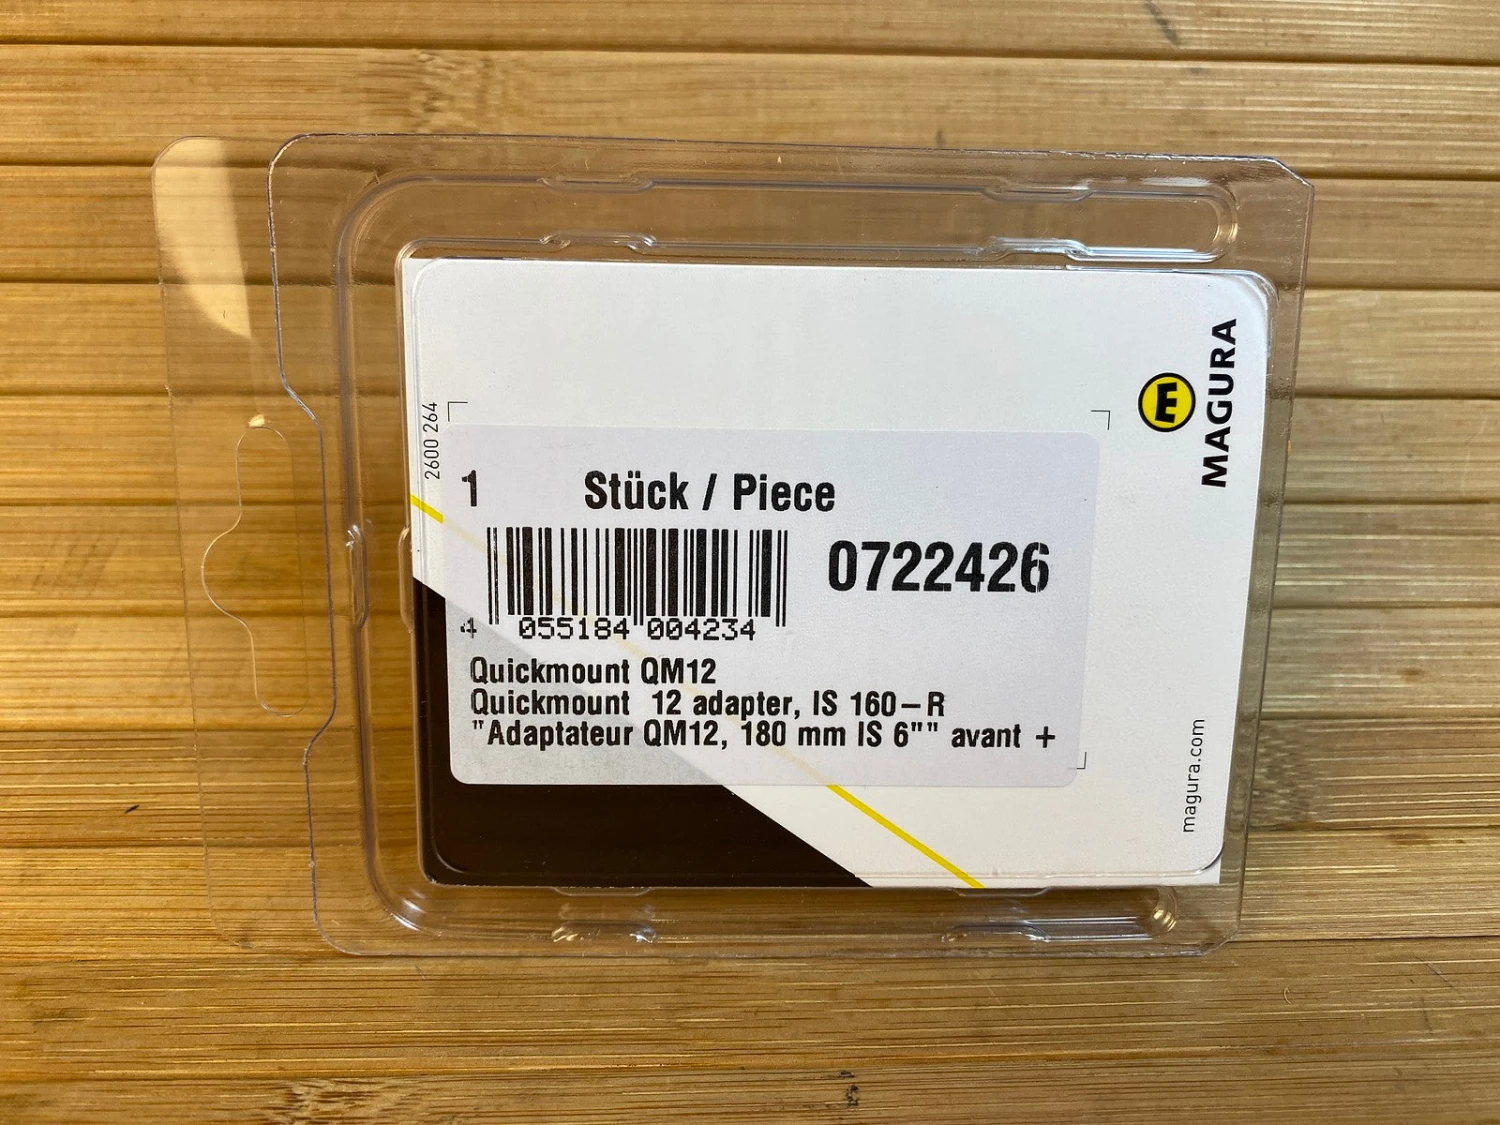 2600 264
1 Stück / Piece
0722426
4 055184 004234
Quickmount QM12
Quickmount 12 adapter, IS 160-R
"Adaptateur QM12, 180 mm IS 6"" avant +
E
MAGURA
magura.com